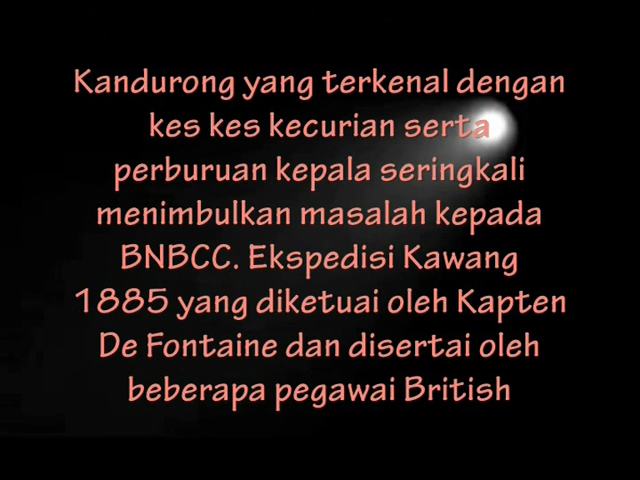 Kandurong yang terkenal dengan
kes kes kecurian serta
perburuan kepala seringkali
menimbulkan masalah kepada
BNBCC. Ekspedisi Kawang
1885 yang diketuai oleh Kapten
De Fontaine dan disertai oleh
beberapa pegawai British